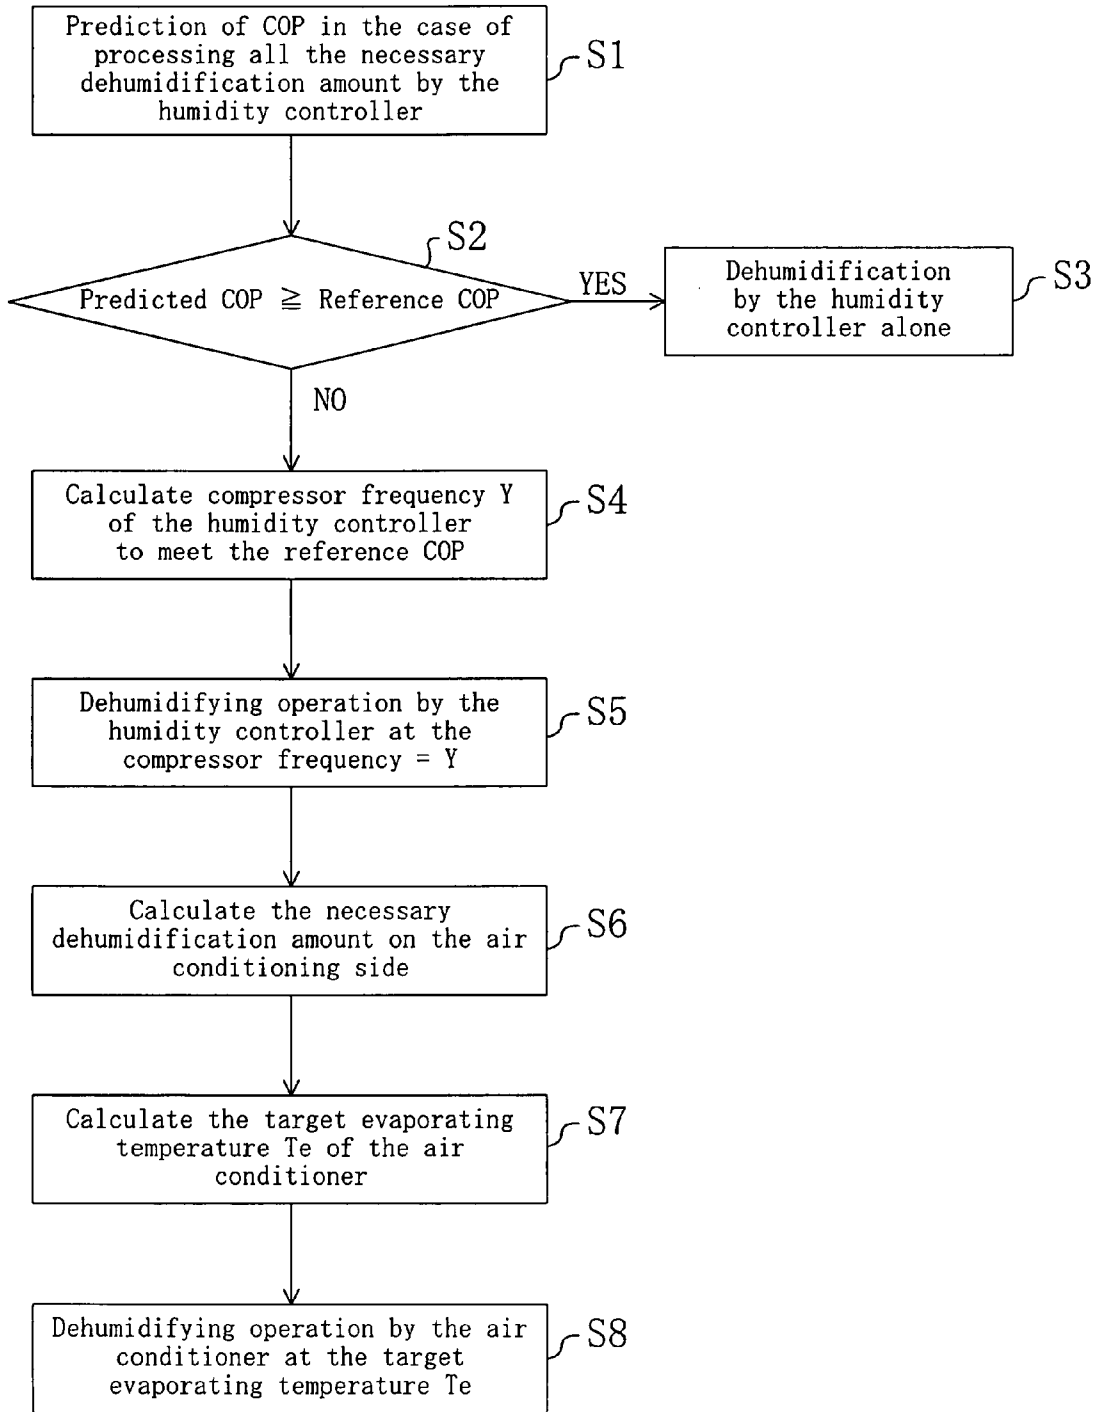 Prediction of COP in the case of
processing all the necessary
dehumidification amount by the
humidity controller
S1
S2
Predicted COP ≧ Reference COP
YES
Dehumidification
by the humidity
controller alone
S3
NO
Calculate compressor frequency Y
of the humidity controller
to meet the reference COP
S4
Dehumidifying operation by the
humidity controller at the
compressor frequency = Y
S5
Calculate the necessary
dehumidification amount on the air
conditioning side
S6
Calculate the target evaporating
temperature Te of the air
conditioner
S7
Dehumidifying operation by the air
conditioner at the target
evaporating temperature Te
S8